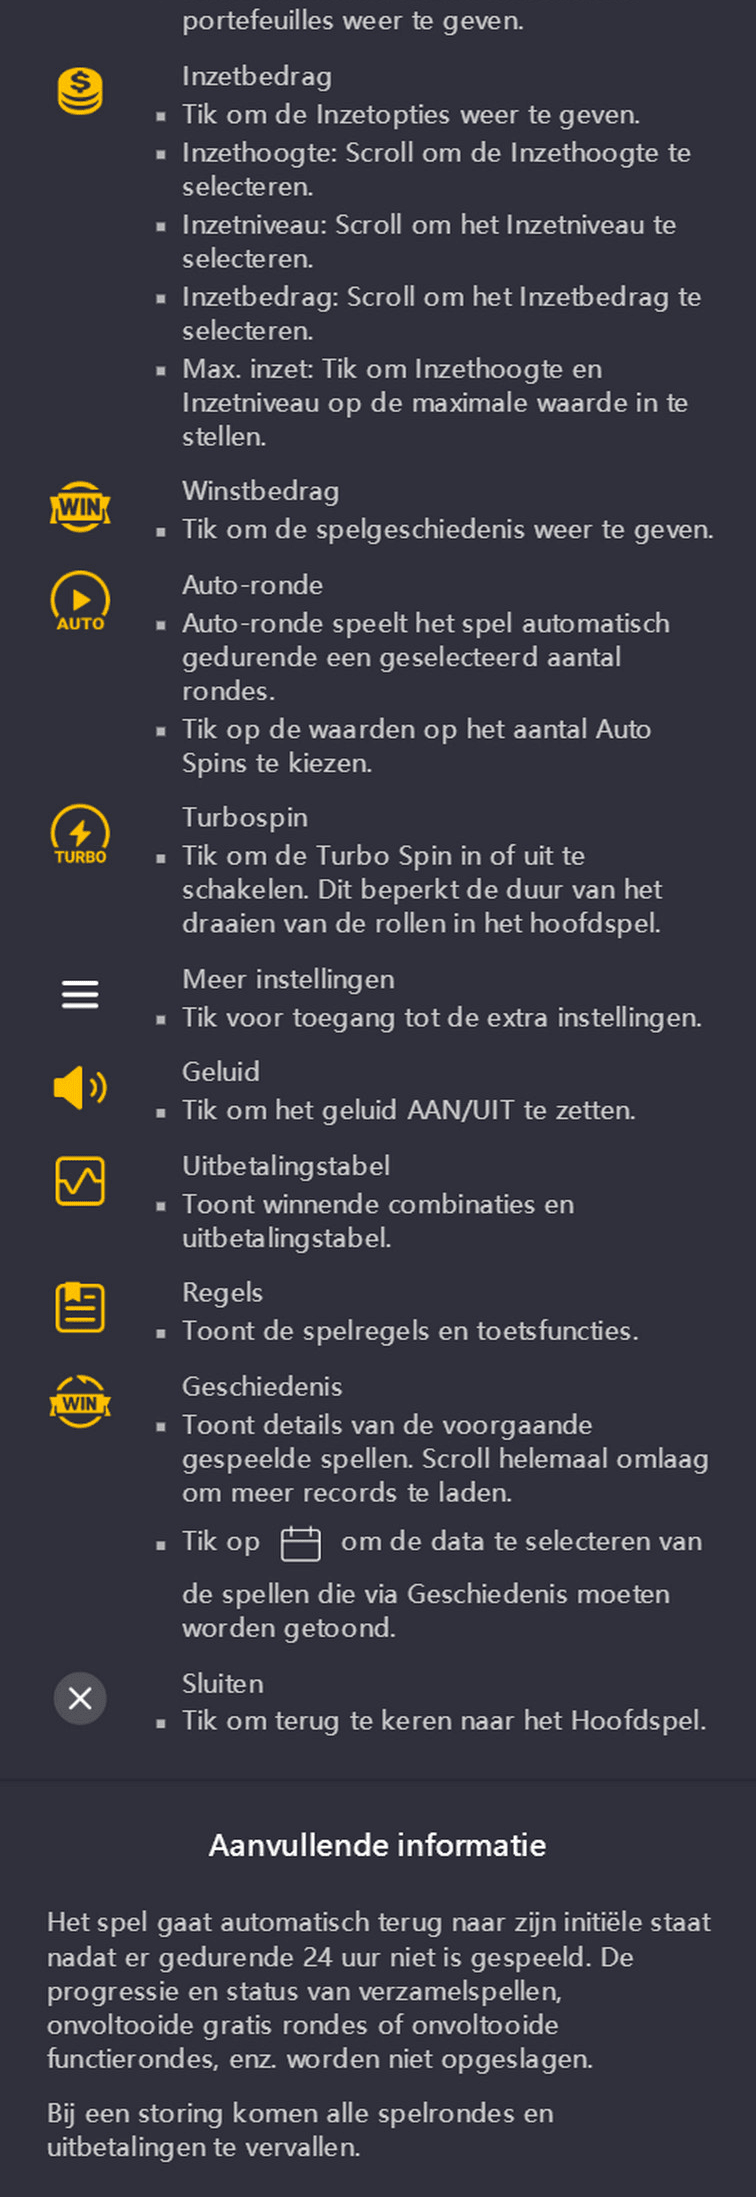 portefeuilles weer te geven.
Inzetbedrag
▪ Tik om de Inzetopties weer te geven.
▪ Inzethoogte: Scroll om de Inzethoogte te
selecteren.
▪ Inzetniveau: Scroll om het Inzetniveau te
selecteren.
▪ Inzetbedrag: Scroll om het Inzetbedrag te
selecteren.
▪ Max. inzet: Tik om Inzethoogte en
Inzetniveau op de maximale waarde in te
stellen.
WIN
Winstbedrag
▪ Tik om de spelgeschiedenis weer te geven.
AUTO
Auto-ronde
▪ Auto-ronde speelt het spel automatisch
gedurende een geselecteerd aantal
rondes.
▪ Tik op de waarden op het aantal Auto
Spins te kiezen.
TURBO
Turbospin
▪ Tik om de Turbo Spin in of uit te
schakelen. Dit beperkt de duur van het
draaien van de rollen in het hoofdspel.
Meer instellingen
▪ Tik voor toegang tot de extra instellingen.
Geluid
▪ Tik om het geluid AAN/UIT te zetten.
Uitbetalingstabel
▪ Toont winnende combinaties en
uitbetalingstabel.
Regels
▪ Toont de spelregels en toetsfuncties.
WIN
Geschiedenis
▪ Toont details van de voorgaande
gespeelde spellen. Scroll helemaal omlaag
om meer records te laden.
▪ Tik op om de data te selecteren van
de spellen die via Geschiedenis moeten
worden getoond.
Sluiten
▪ Tik om terug te keren naar het Hoofdspel.
Aanvullende informatie
Het spel gaat automatisch terug naar zijn initiële staat
nadat er gedurende 24 uur niet is gespeeld. De
progressie en status van verzamelspellen,
onvoltooide gratis rondes of onvoltooide
functierondes, enz. worden niet opgeslagen.
Bij een storing komen alle spelrondes en
uitbetalingen te vervallen.